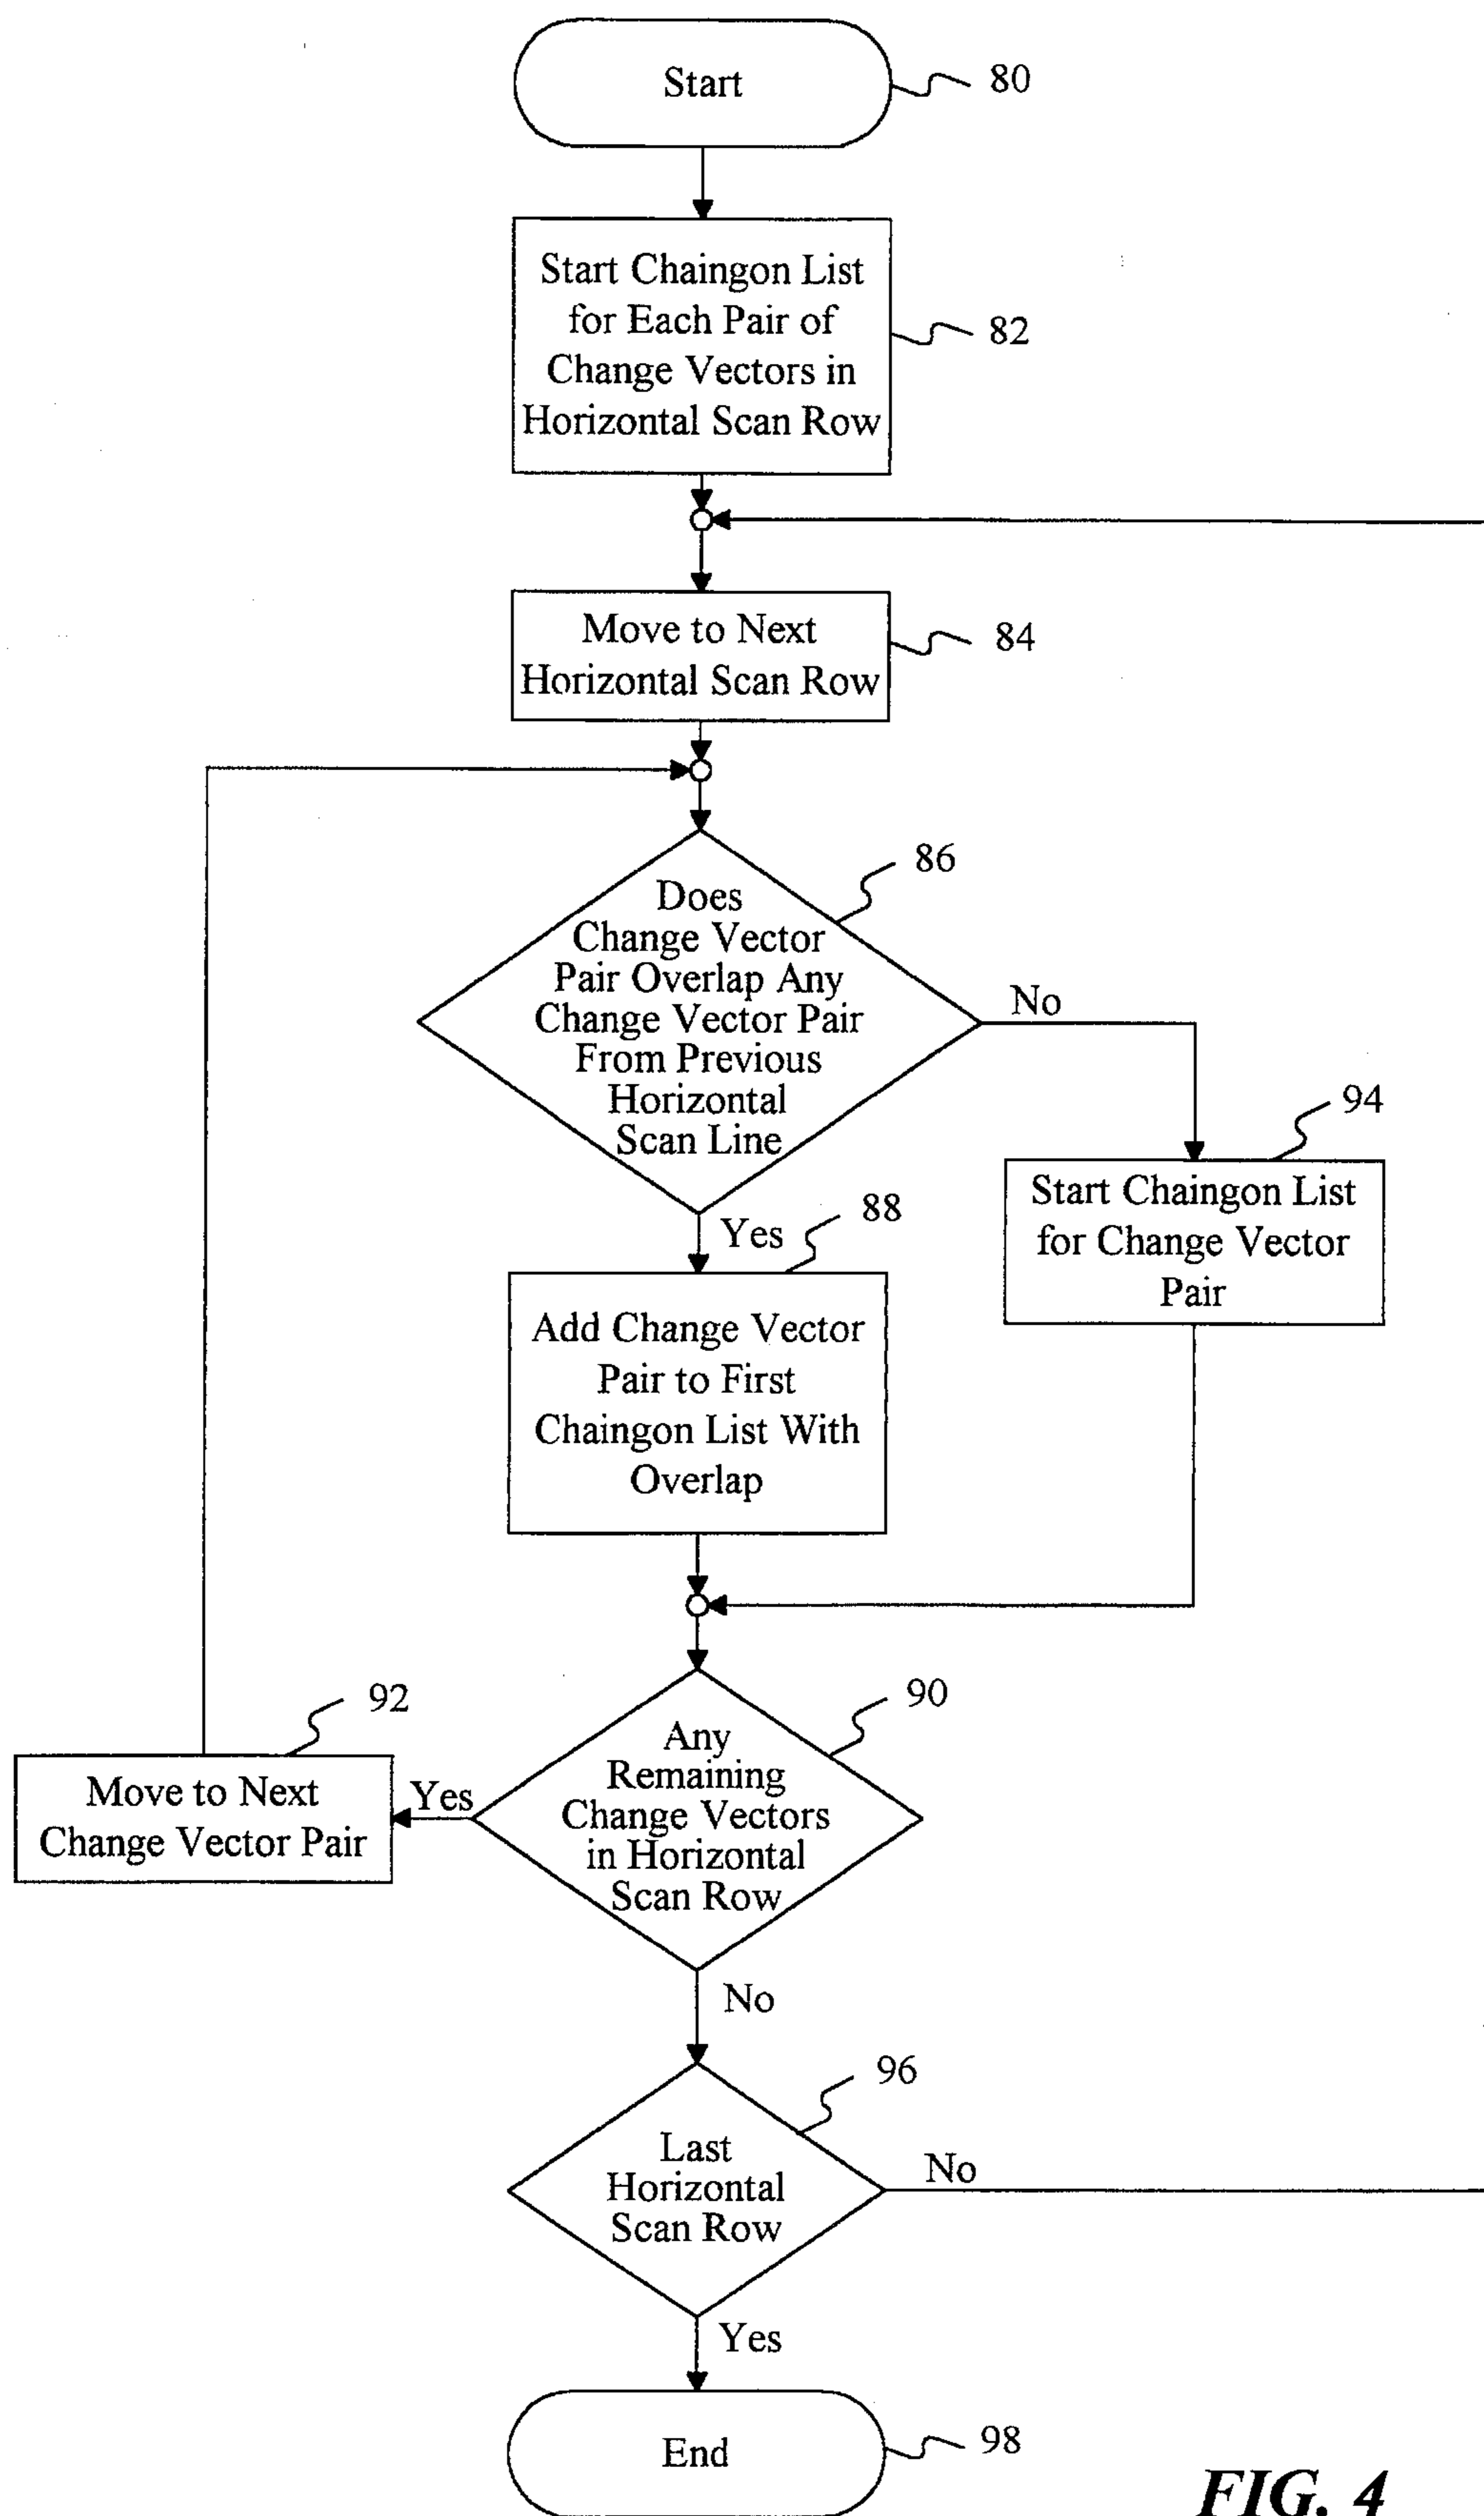 Start
80
Start Chaingon List
for Each Pair of
Change Vectors in
Horizontal Scan Row
82
Move to Next
Horizontal Scan Row
84
86
Does
Change Vector
Pair Overlap Any
Change Vector Pair
From Previous
Horizontal
Scan Line
No
94
Start Chaingon List
for Change Vector
Pair
Yes
88
Add Change Vector
Pair to First
Chaingon List With
Overlap
92
Move to Next
Change Vector Pair
Yes
90
Any
Remaining
Change Vectors
in Horizontal
Scan Row
No
96
Last
Horizontal
Scan Row
No
Yes
End
98
FIG. 4